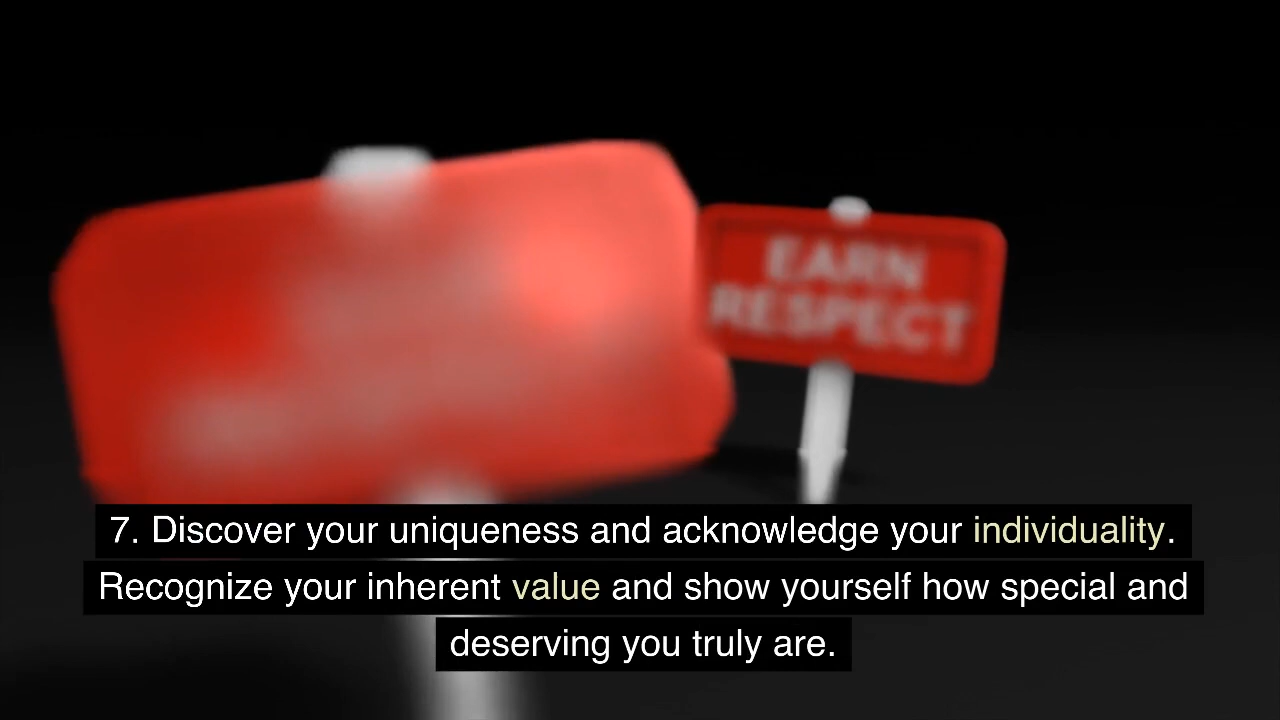 EARN
RESPECT
7. Discover your uniqueness and acknowledge your individuality.
Recognize your inherent value and show yourself how special and
deserving you truly are.